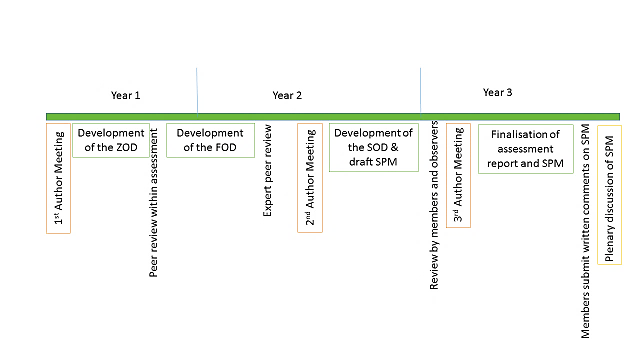 Year 1
Year 2
Year 3
1st Author Meeting
Development
of the ZOD
Peer review within assessment
Development
of the FOD
Expert peer review
2nd Author Meeting
Development of
the SOD &
draft SPM
Review by members and observers
3rd Author Meeting
Finalisation of
assessment
report and SPM
Members submit written comments on SPM
Plenary discussion of SPM